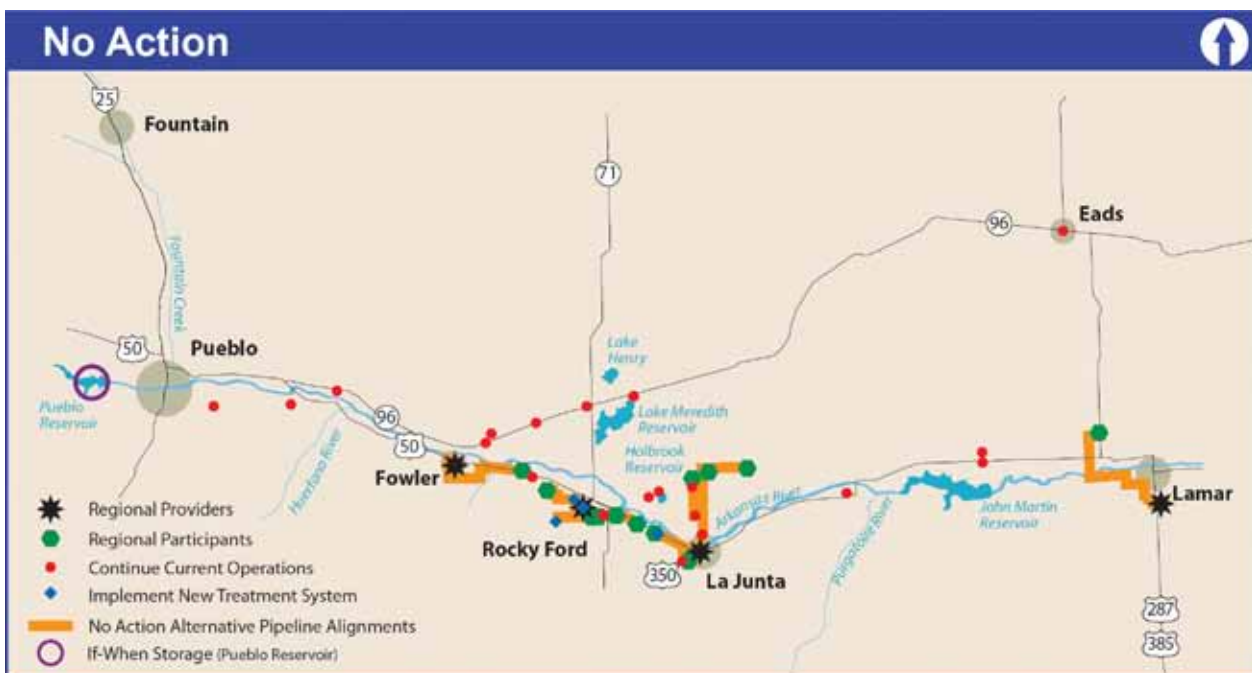 No Action
25
Fountain
71
Eads
96
Fountain Creek
50
Pueblo
Lake
Henry
Pueblo
Reservoir
96
Lake Meredith
Reservoir
50
Holbrook
Reservoir
Huerfano River
Fowler
Arkansas River
Lamar
John Martin
Reservoir
Purgatoire River
Rocky Ford
350
La Junta
287
385
Regional Providers
Regional Participants
Continue Current Operations
Implement New Treatment System
No Action Alternative Pipeline Alignments
If-When Storage (Pueblo Reservoir)